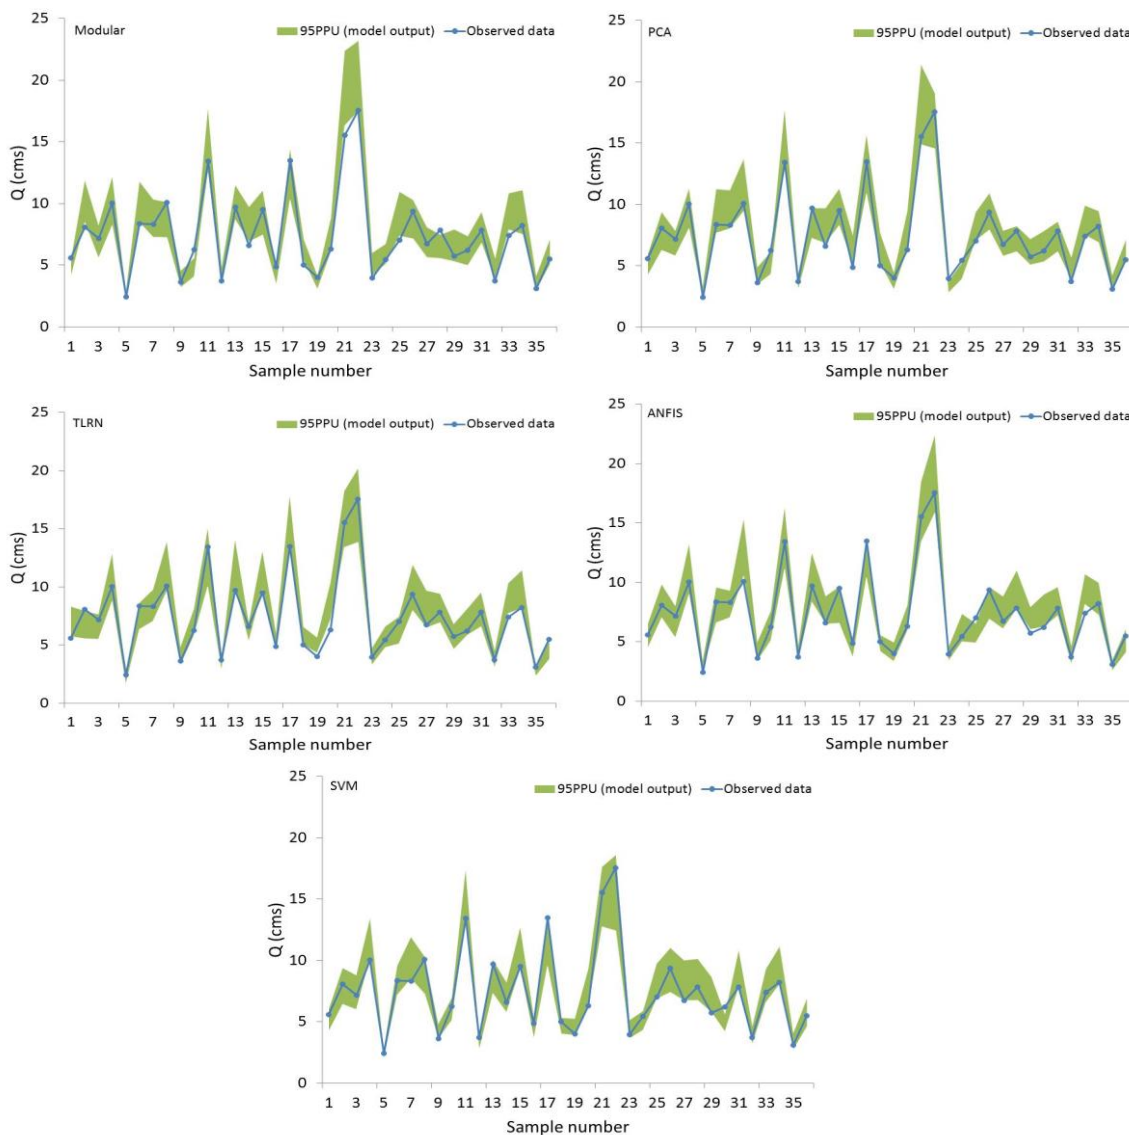 Modular
95PPU (model output) Observed data
25
20
15
10
5
0
Q (cms)
1 3 5 7 9 11 13 15 17 19 21 23 25 27 29 31 33 35
Sample number
PCA
95PPU (model output) Observed data
25
20
15
10
5
0
Q (cms)
1 3 5 7 9 11 13 15 17 19 21 23 25 27 29 31 33 35
Sample number
TLRN
95PPU (model output) Observed data
25
20
15
10
5
0
Q (cms)
1 3 5 7 9 11 13 15 17 19 21 23 25 27 29 31 33 35
Sample number
ANFIS
95PPU (model output) Observed data
25
20
15
10
5
0
Q (cms)
1 3 5 7 9 11 13 15 17 19 21 23 25 27 29 31 33 35
Sample number
SVM
95PPU (model output) Observed data
25
20
15
10
5
0
Q (cms)
1 3 5 7 9 11 13 15 17 19 21 23 25 27 29 31 33 35
Sample number